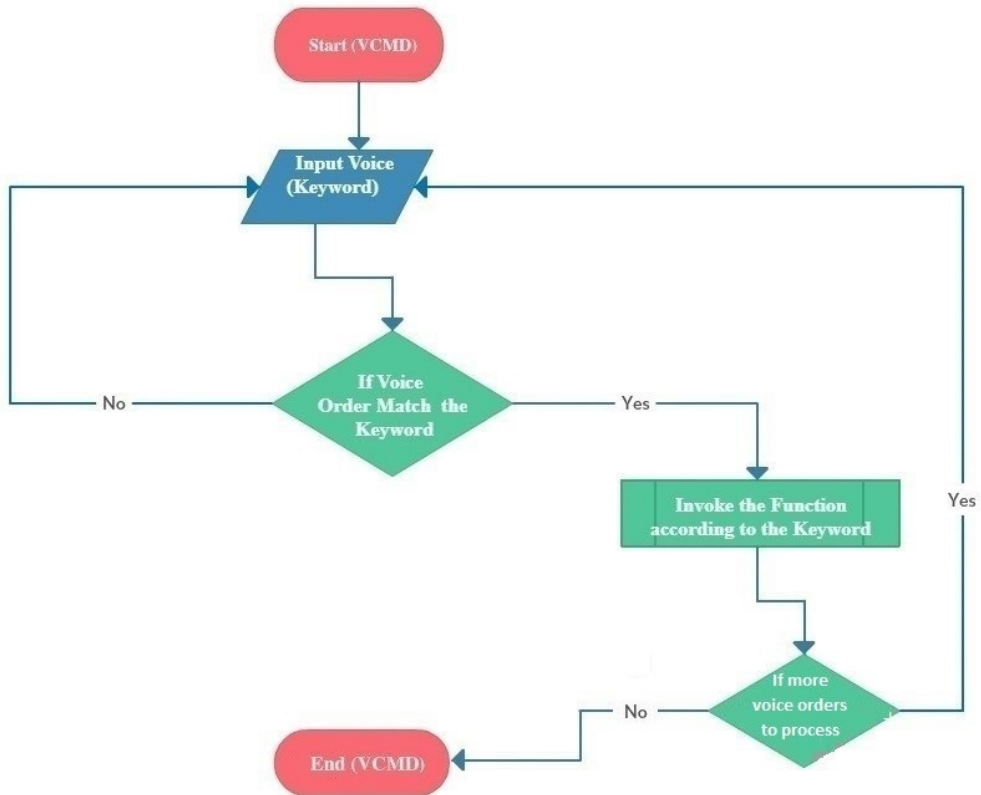 Start (VCMD)
Input Voice
(Keyword)
If Voice
Order Match the
Keyword
No
Yes
Invoke the Function
according to the Keyword
Yes
If more
voice orders
to process
No
End (VCMD)